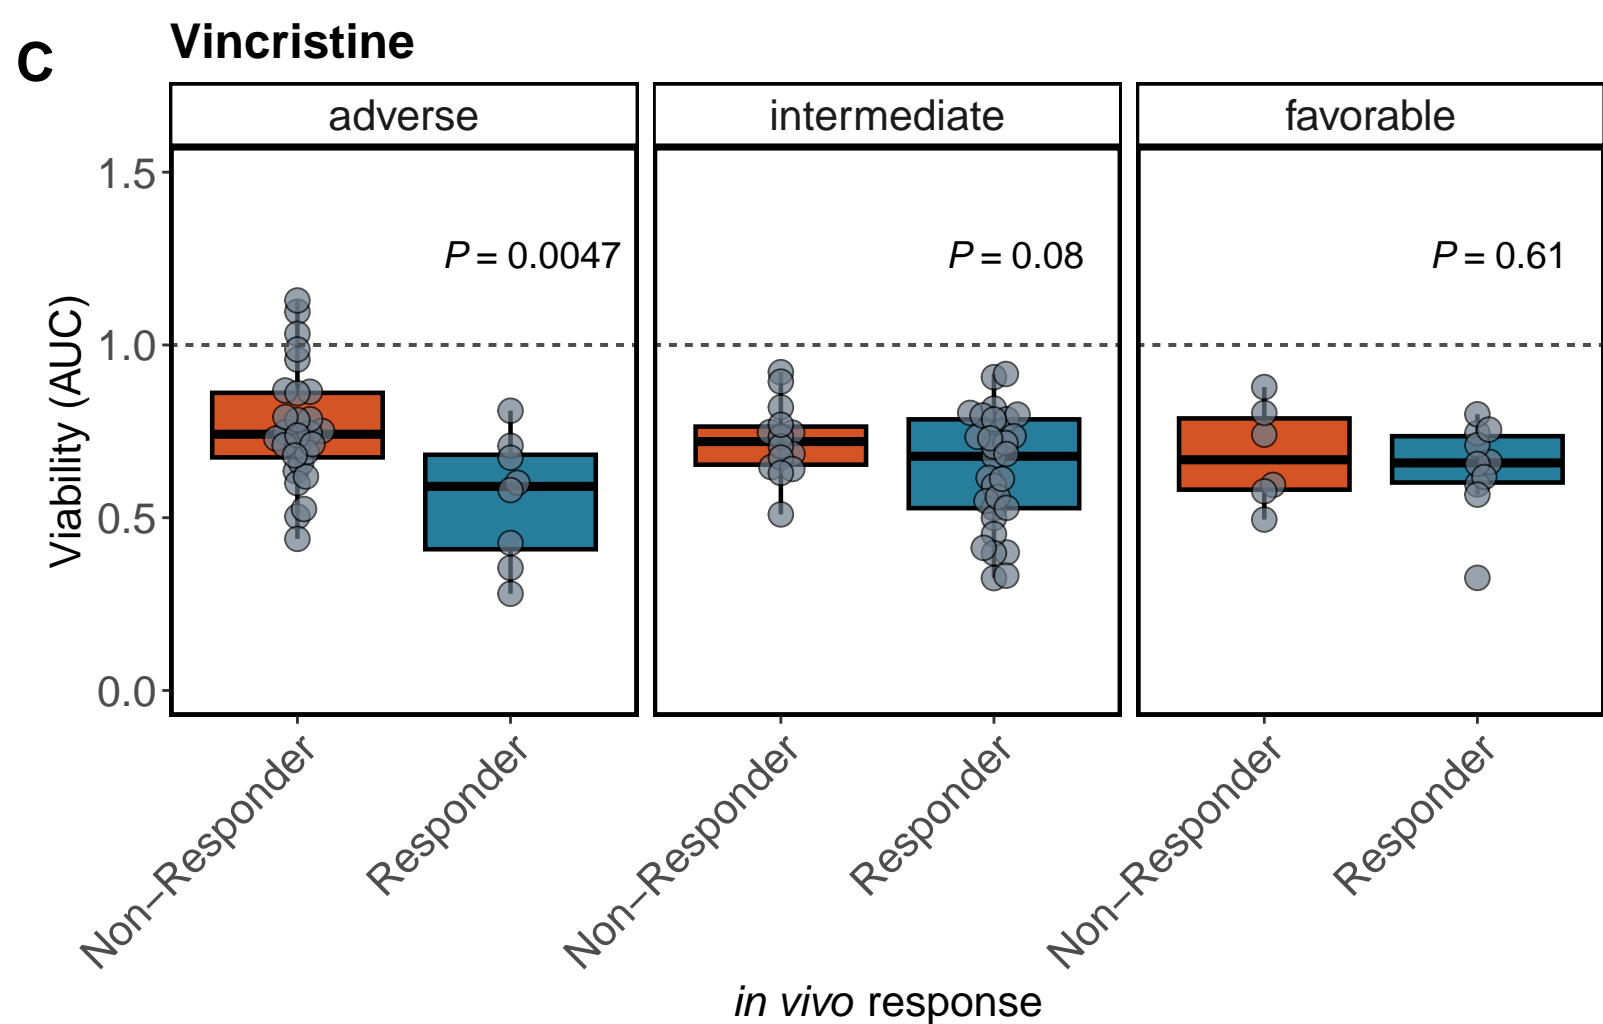 C
Vincristine
adverse
intermediate
favorable
Viability (AUC)
1.5
1.0
0.5
0.0
P = 0.0047
P = 0.08
P = 0.61
Non−Responder
Responder
Non−Responder
Responder
Non−Responder
Responder
in vivo response